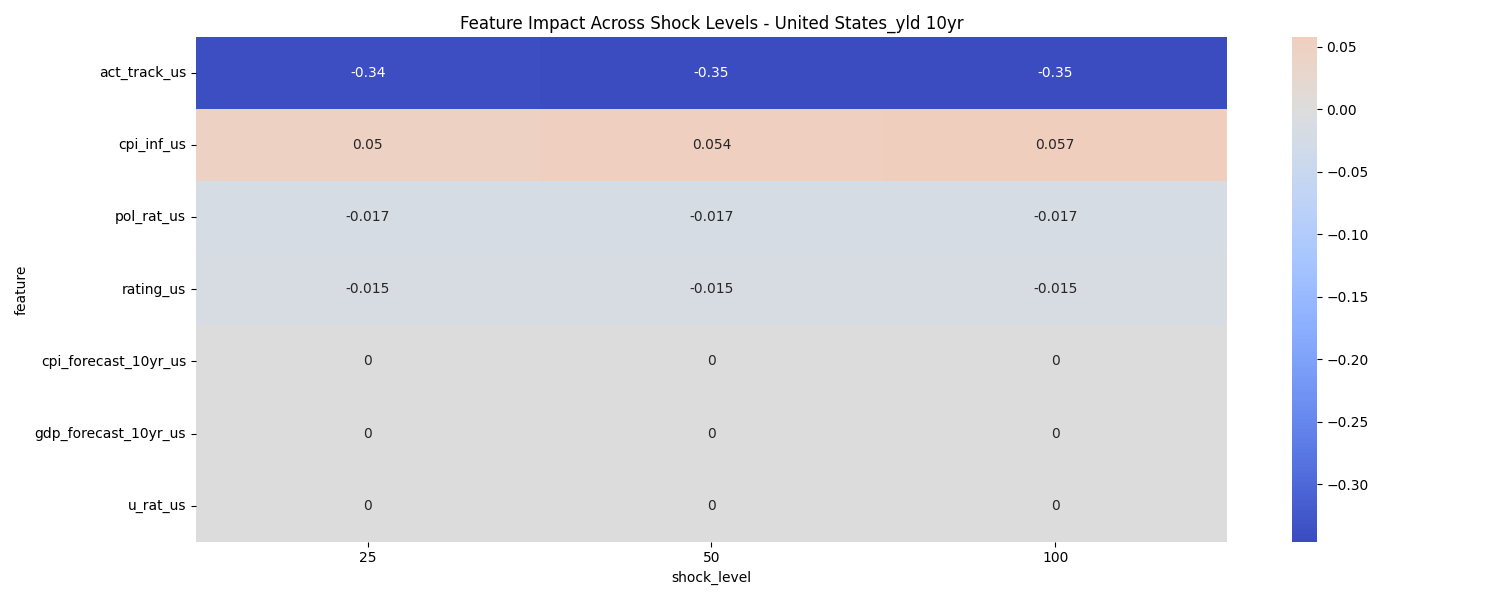 Feature Impact Across Shock Levels - United States_yld 10yr
feature
act_track_us -0.34 -0.35 -0.35
cpi_inf_us 0.05 0.054 0.057
pol_rat_us -0.017 -0.017 -0.017
rating_us -0.015 -0.015 -0.015
cpi_forecast_10yr_us 0 0 0
gdp_forecast_10yr_us 0 0 0
u_rat_us 0 0 0
25 50 100
shock_level
0.05
0.00
−0.05
−0.10
−0.15
−0.20
−0.25
−0.30